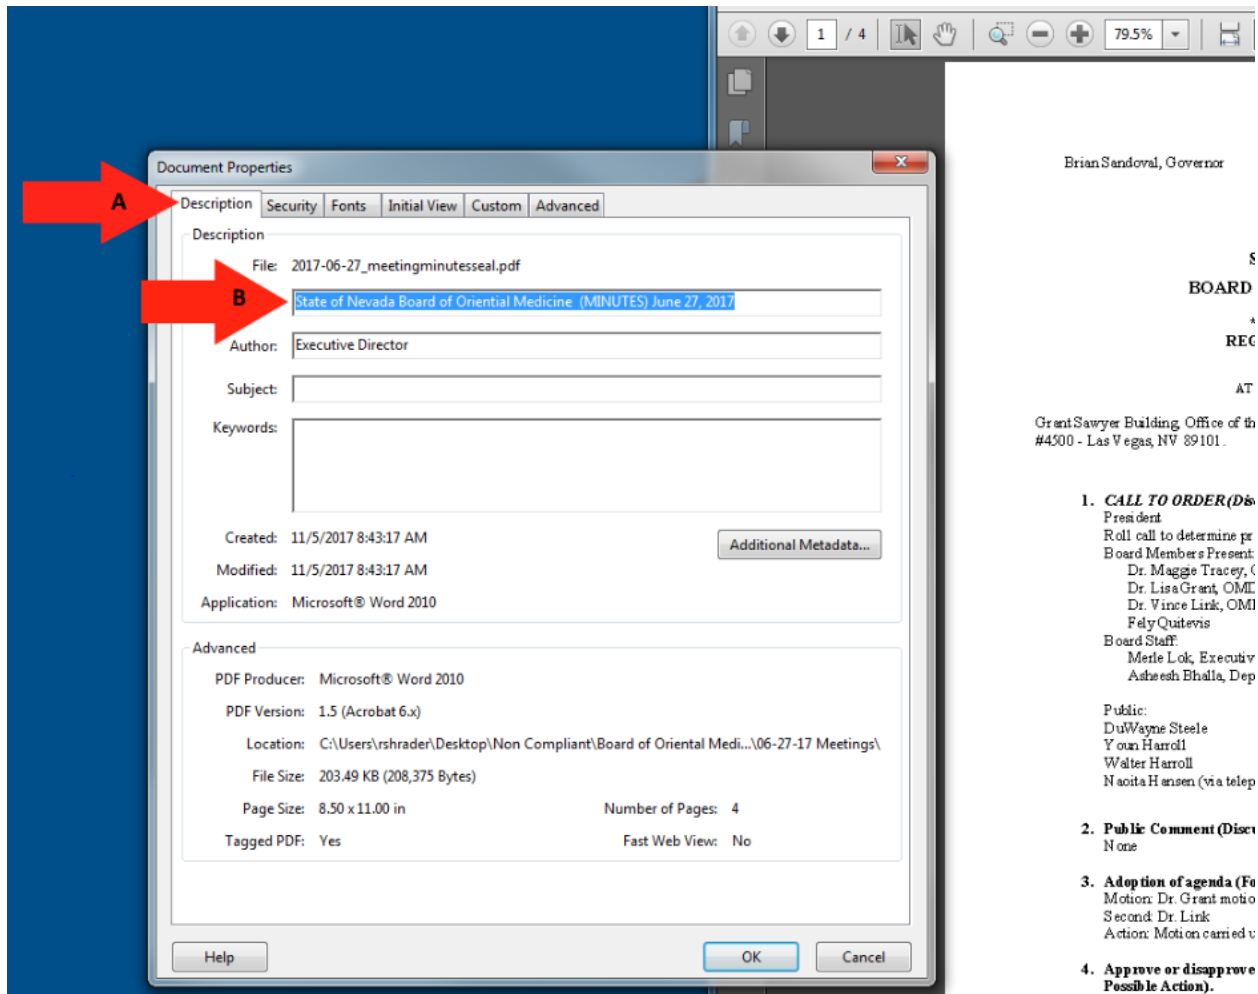 1 / 4 79.5%
Document Properties
A
Description Security Fonts Initial View Custom Advanced
Description
File: 2017-06-27_meetingminutesseal.pdf
B
State of Nevada Board of Oriential Medicine (MINUTES) June 27, 2017
Author: Executive Director
Subject:
Keywords:
Created: 11/5/2017 8:43:17 AM
Additional Metadata...
Modified: 11/5/2017 8:43:17 AM
Application: Microsoft® Word 2010
Advanced
PDF Producer: Microsoft® Word 2010
PDF Version: 1.5 (Acrobat 6.x)
Location: C:\Users\rshrader\Desktop\Non Compliant\Board of Oriental Medi...\06-27-17 Meetings\
File Size: 203.49 KB (208,375 Bytes)
Page Size: 8.50 x 11.00 in Number of Pages: 4
Tagged PDF: Yes Fast Web View: No
Help OK Cancel
Brian Sandoval, Governor
S
BOARD
*
REG
AT
Grant Sawyer Building, Office of th
#4500 - Las Vegas, NV 89101.
1. CALL TO ORDER (Disc
President
Roll call to determine pr
Board Members Present:
Dr. Maggie Tracey, O
Dr. Lisa Grant, OMD
Dr. Vince Link, OMD
Fely Quitevis
Board Staff:
Merle Lok, Executiv
Asheesh Bhalla, Dep
Public:
DuWayne Steele
Youn Harroll
Walter Harroll
Naoita Hansen (via telep
2. Public Comment (Discu
None
3. Adoption of agenda (Fo
Motion: Dr. Grant motio
Second: Dr. Link
Action: Motion carried u
4. Approve or disapprove
Possible Action).